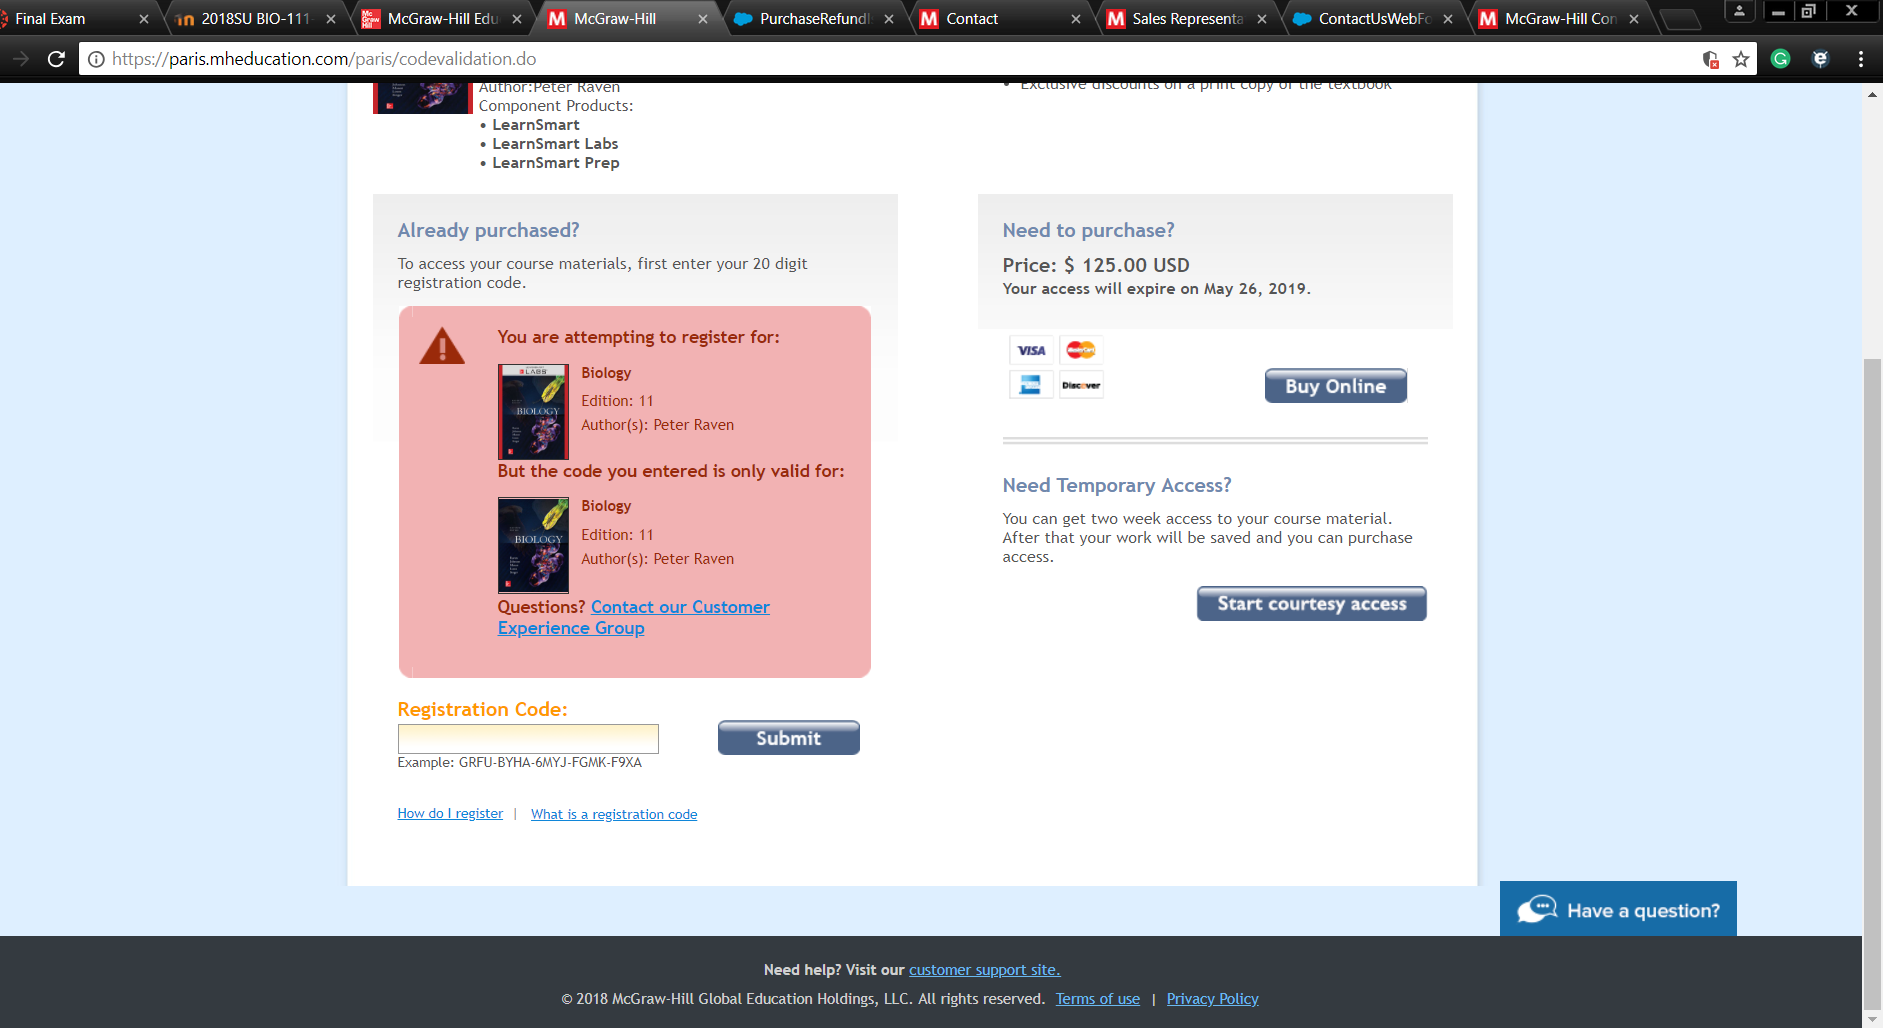 Final Exam
2018SU BIO-111-
McGraw-Hill Edu
McGraw-Hill
PurchaseRefundI
Contact
Sales Representa
ContactUsWebFo
McGraw-Hill Con
https://paris.mheducation.com/paris/codevalidation.do
Author:Peter Raven
Component Products:
• LearnSmart
• LearnSmart Labs
• LearnSmart Prep
• Exclusive discounts on a print copy of the textbook
Already purchased?
To access your course materials, first enter your 20 digit
registration code.
You are attempting to register for:
LABS
BIOLOGY
Biology
Edition: 11
Author(s): Peter Raven
But the code you entered is only valid for:
BIOLOGY
Biology
Edition: 11
Author(s): Peter Raven
Questions? Contact our Customer
Experience Group
Registration Code:
Submit
Example: GRFU-BYHA-6MYJ-FGMK-F9XA
How do I register | What is a registration code
Need to purchase?
Price: $ 125.00 USD
Your access will expire on May 26, 2019.
VISA
MasterCard
Discover
Buy Online
Need Temporary Access?
You can get two week access to your course material.
After that your work will be saved and you can purchase
access.
Start courtesy access
Have a question?
Need help? Visit our customer support site.
© 2018 McGraw-Hill Global Education Holdings, LLC. All rights reserved. Terms of use | Privacy Policy